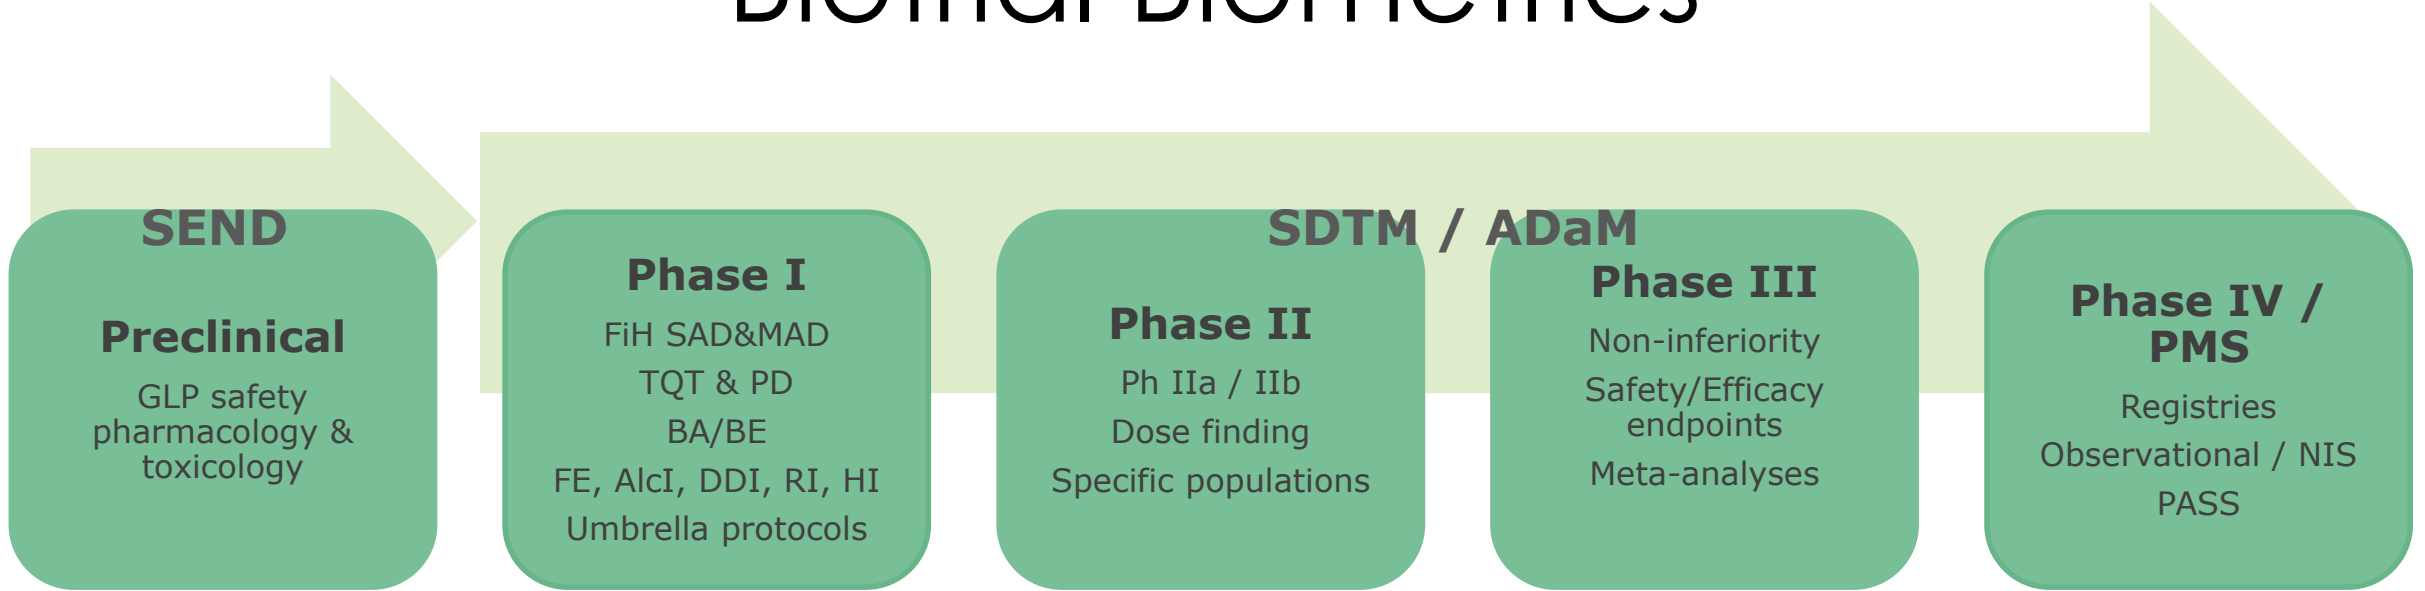 Biotrial Biometrics
SEND
SDTM / ADaM
Preclinical
GLP safety
pharmacology &
toxicology
Phase I
FiH SAD&MAD
TQT & PD
BA/BE
FE, AlcI, DDI, RI, HI
Umbrella protocols
Phase II
Ph IIa / IIb
Dose finding
Specific populations
Phase III
Non-inferiority
Safety/Efficacy
endpoints
Meta-analyses
Phase IV /
PMS
Registries
Observational / NIS
PASS